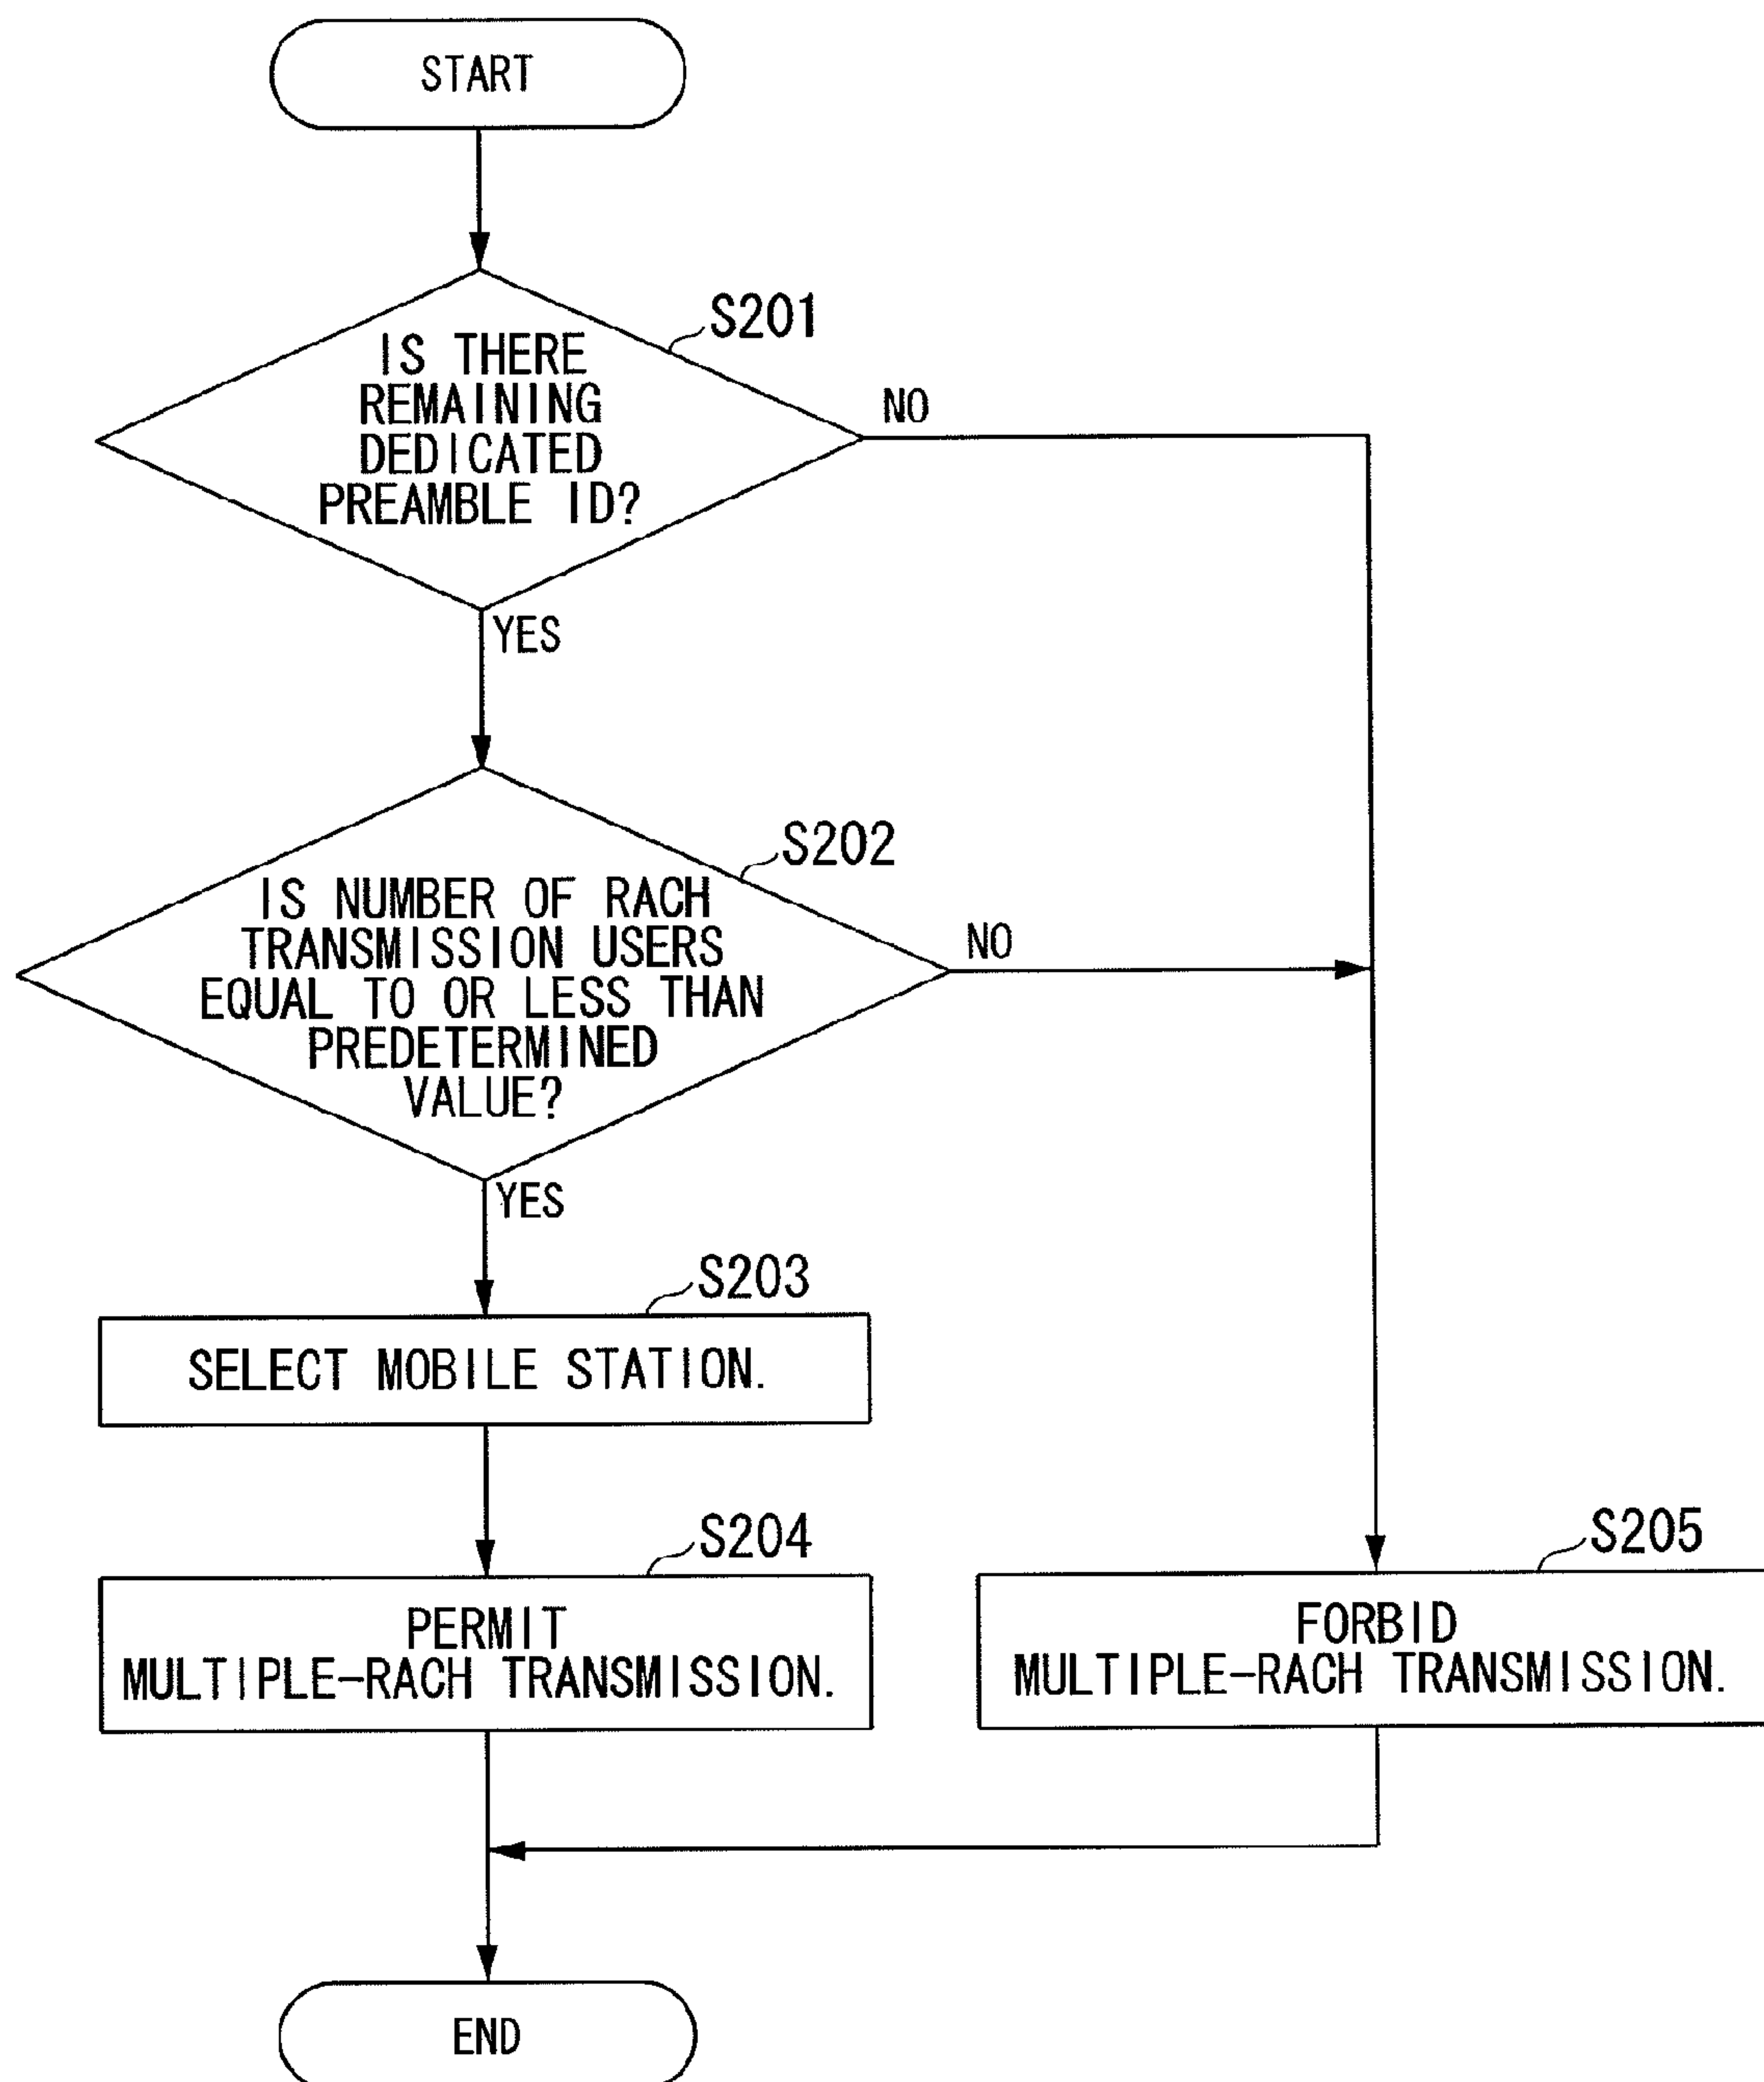 START
S201
IS THERE
REMAINING
DEDICATED
PREAMBLE ID?
NO
YES
S202
IS NUMBER OF RACH
TRANSMISSION USERS
EQUAL TO OR LESS THAN
PREDETERMINED
VALUE?
NO
YES
S203
SELECT MOBILE STATION.
S204
PERMIT
MULTIPLE-RACH TRANSMISSION.
S205
FORBID
MULTIPLE-RACH TRANSMISSION.
END